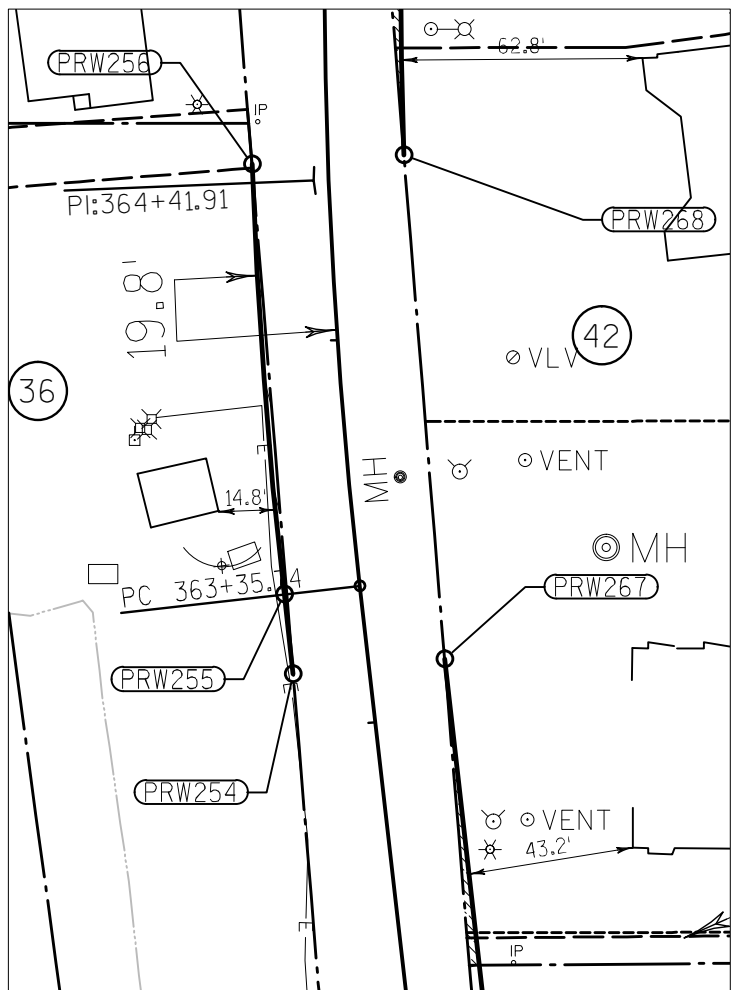 62.8'
PRW256
IP
PI:364+41.91
PRW268
19.8'
42
VLV
36
MH
VENT
E
14.8'
MH
PC 363+35.
4
PRW267
PRW255
E
PRW254
VENT
43.2'
E
IP